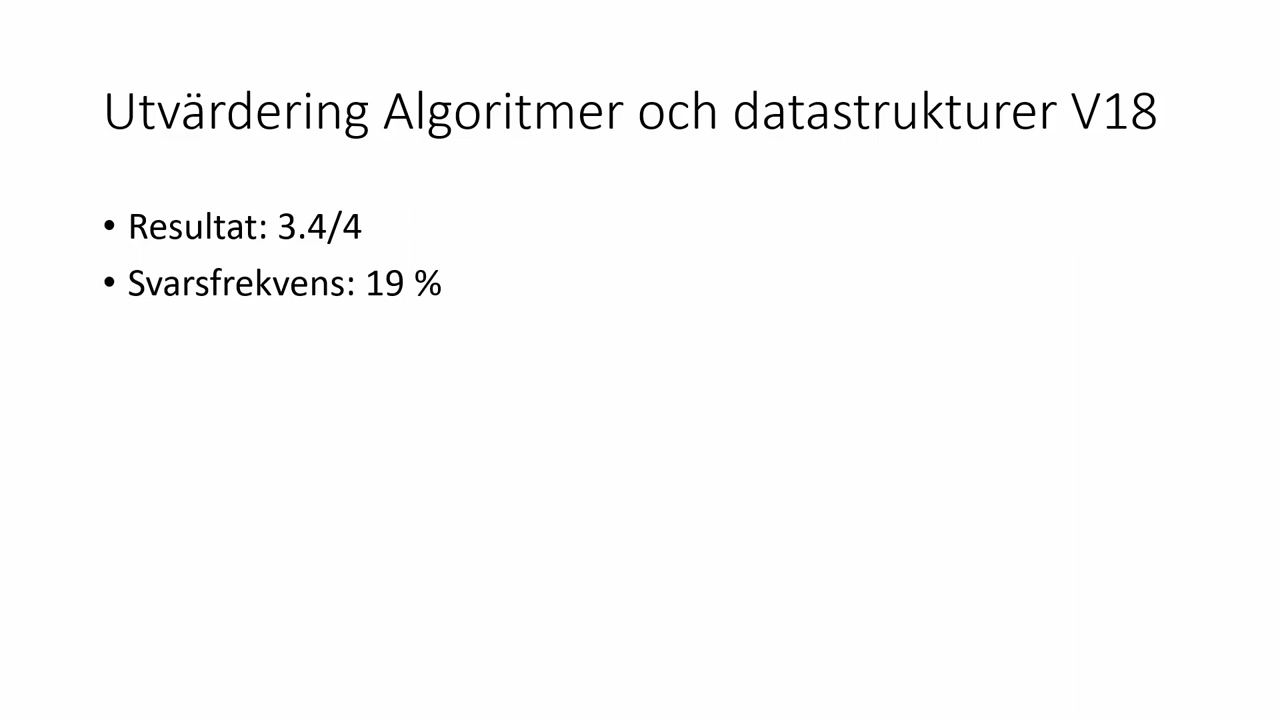 Utvärdering Algoritmer och datastrukturer V18
• Resultat: 3.4/4
• Svarsfrekvens: 19 %